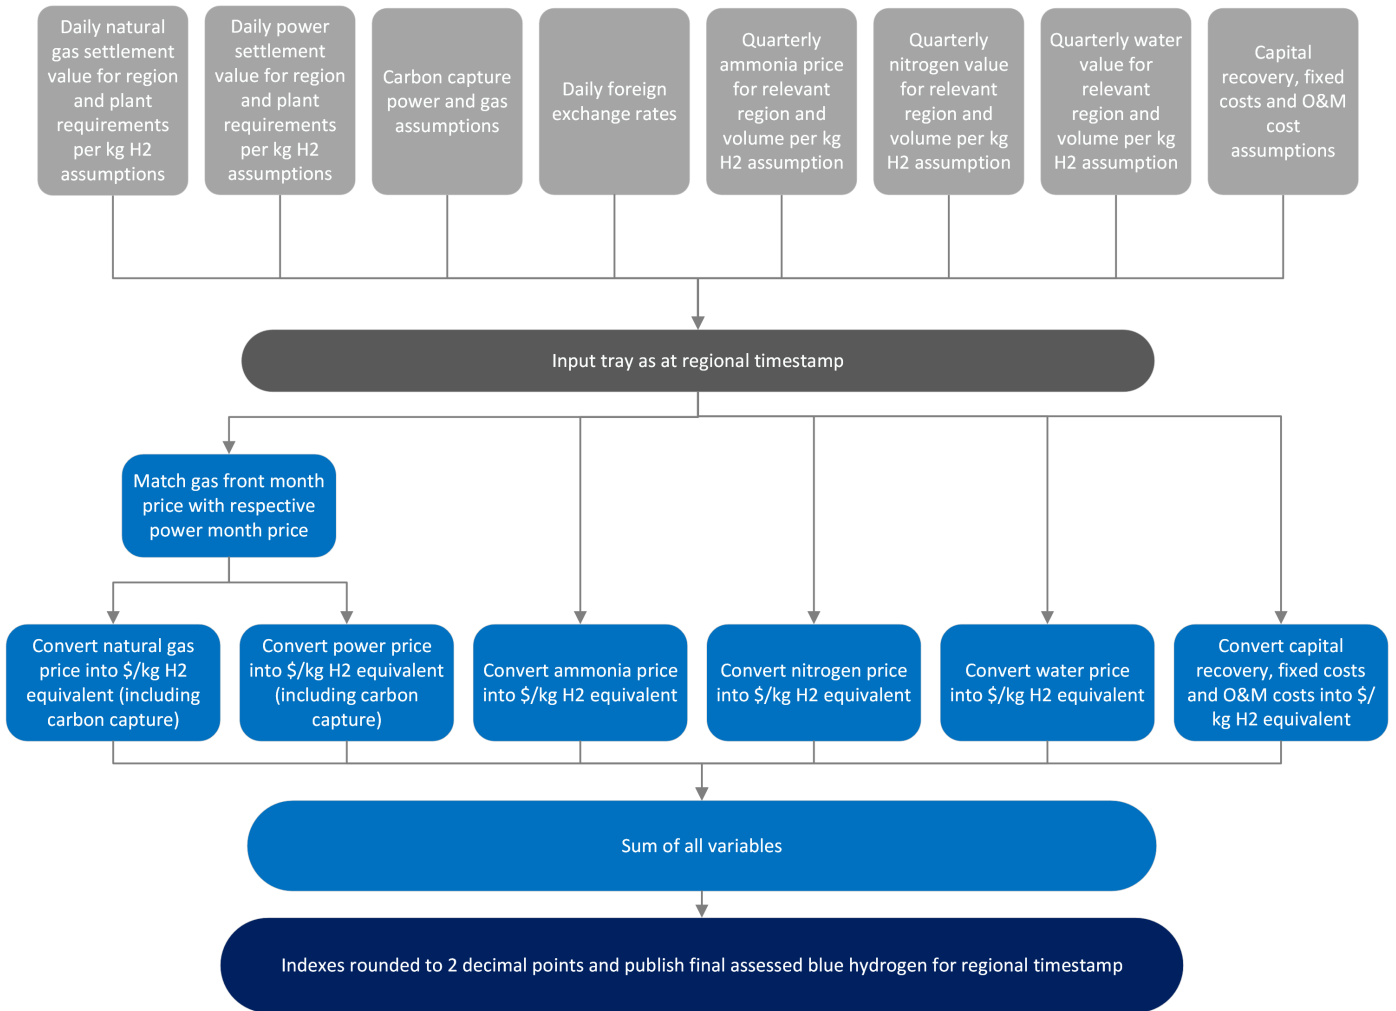 Daily natural
gas settlement
value for region
and plant
requirements
per kg H2
assumptions
Daily power
settlement
value for region
and plant
requirements
per kg H2
assumptions
Carbon capture
power and gas
assumptions
Daily foreign
exchange rates
Quarterly
ammonia price
for relevant
region and
volume per kg
H2 assumption
Quarterly
nitrogen value
for relevant
region and
volume per kg
H2 assumption
Quarterly water
value for
relevant
region and
volume per kg
H2 assumption
Capital
recovery, fixed
costs and O&M
cost
assumptions
Input tray as at regional timestamp
Match gas front month
price with respective
power month price
Convert natural gas
price into $/kg H2
equivalent (including
carbon capture)
Convert power price
into $/kg H2 equivalent
(including carbon
capture)
Convert ammonia price
into $/kg H2 equivalent
Convert nitrogen price
into $/kg H2 equivalent
Convert water price
into $/kg H2 equivalent
Convert capital
recovery, fixed costs
and O&M costs into $/
kg H2 equivalent
Sum of all variables
Indexes rounded to 2 decimal points and publish final assessed blue hydrogen for regional timestamp